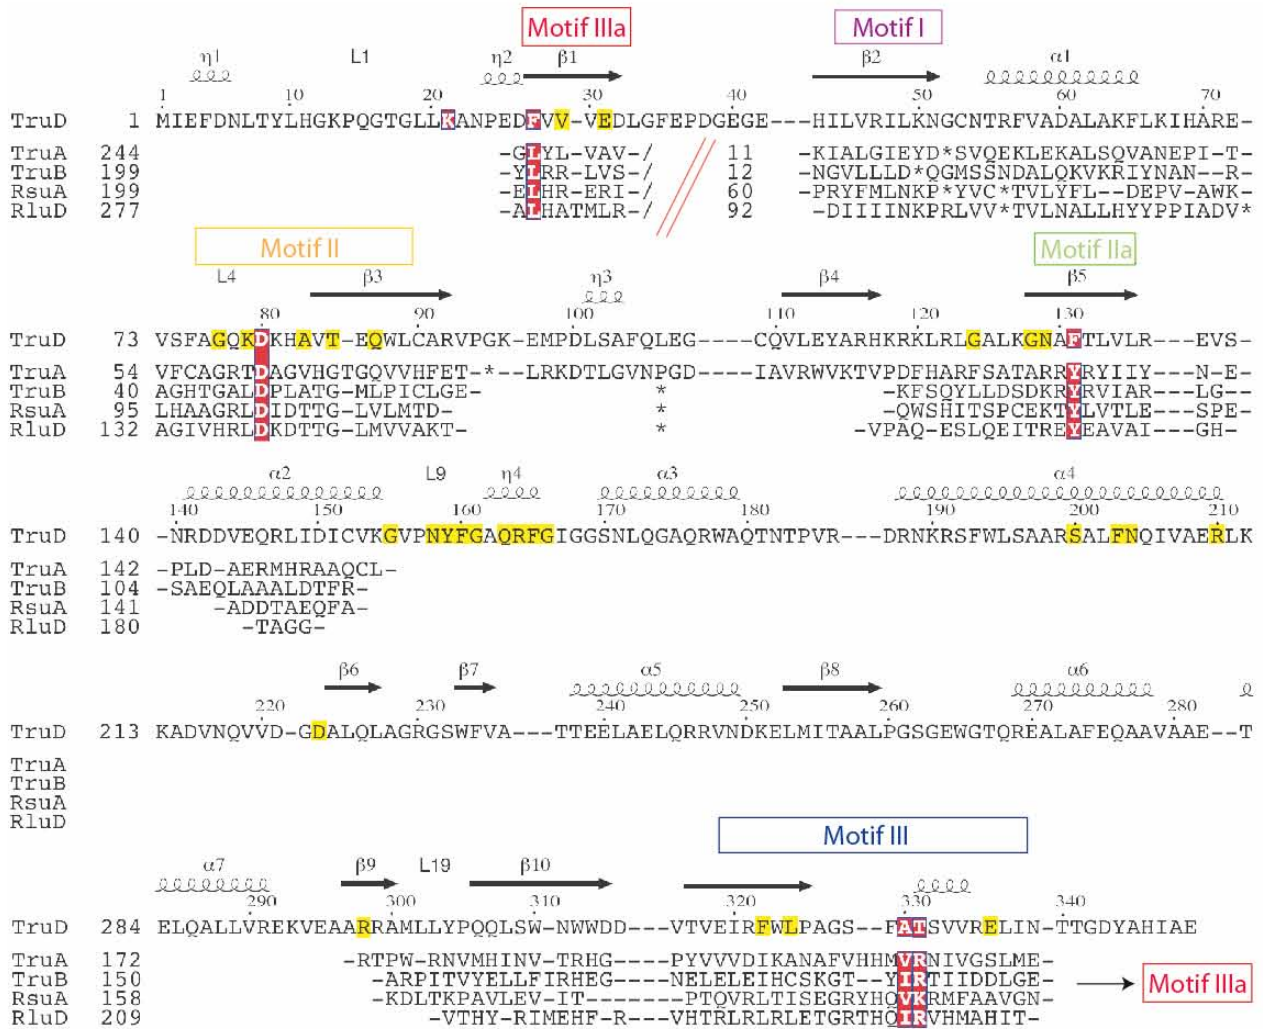 Motif IIIa Motif I
η1 L1 η2 β1 β2 α1
1 10 20 30 40 50 60 70
TruD 1 MIEFDNLTYLHGKPQGTGLLKANPEDFVV-VEDLGFEPDGEGE---HILVRILKNGCNTRFVADALAKFLKIHARE-
TruA 244 -GLYL-VAV-/ 11 -KIALGIEYD*SVQEKLEKALSQVANEPI-T-
TruB 199 -YLRR-LVS-/ 12 -NGVLLLD*QGMSSNDALQKVKRIYNAN--R-
RsuA 199 -ELHR-ERI-/ 60 -PRYFMLNKP*YVC*TVLYFL--DEPV-AWK-
RluD 277 -ALHATMLR-/ 92 -DIIIINKPRLVV*TVLNALLHYYPPIADV*
Motif II Motif IIa
L4 β3 η3 β4 β5
80 90 100 110 120 130
TruD 73 VSFAGQKDKHAVT-EQWLCARVPGK-EMPDLSAFQLEG---CQVLEYARHKRKLRLGALKGNAFTLVLR---EVS-
TruA 54 VFCAGRTDAGVHGTGQVVHFET-*-LRKDTLGVNPGD---IAVRWVKTVPDFHARFSATARRYRYIIY---N-E-
TruB 40 AGHTGALDPLATG-MLPICLGE- * -KFSQYLLDSDKRYRVIAR---LG-
RsuA 95 LHAAGRLDIDTTG-LVLMTD- * -QWSHITSPCEKTYLVTLE---SPE-
RluD 132 AGIVHRLDKDTTG-LMVVAKT- * -VPAQ-ESLQEITREYEAVAI---GH-
α2 L9 η4 α3 α4
140 150 160 170 180 190 200 210
TruD 140 -NRDDVEQRLIDICVKGVPNYFGAQRFGIGGSNLQGAQRWAQTNTPVR---DRNKRSFWLSAARSALFNQIVAERLK
TruA 142 -PLD-AERMHRAAQCL-
TruB 104 -SAEQLAAALDTFR-
RsuA 141 -ADDTAEQFA-
RluD 180 -TAGG-
β6 β7 α5 β8 α6
220 230 240 250 260 270 280
TruD 213 KADVNQVVD-GDALQLAGRGSWFVA---TTEELAELQRRVNDKELMITAALPGSGEWGTQREALAFEQAAVAAE--T
TruA
TruB
RsuA
RluD
Motif III
α7 β9 L19 β10
290 300 310 320 330 340
TruD 284 ELQALLVREKVEAARRAMLLYPQQLSW-NWWDD---VTVEIRFWLPAGS--FATSVVRELIN-TTGDYAHIAE
TruA 172 -RTPW-RNVMHINV-TRHG----PYVVVDIKANAFVHHMVRNIVGSLME-
TruB 150 -ARPITVYELLFIRHEG----NELELEIHCSKGT--YIRTIIDDLGE-
RsuA 158 -KDLTKPAVLEV-IT-------PTQVRLTISEGRYHQVKRMFAAVGN-
RluD 209 -VTHY-RIMEHF-R-----VHTRLRLRLETGRTHQIRVHMAHIT-
Motif IIIa